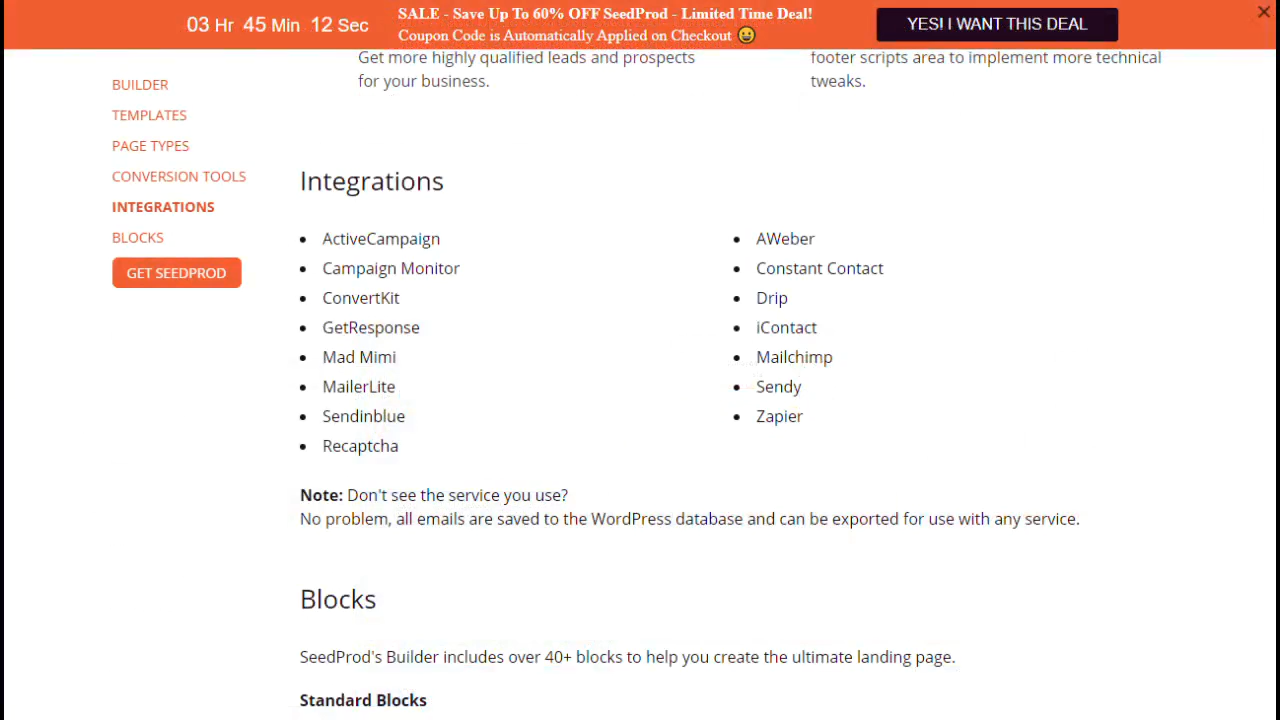 03 Hr 45 Min 12 Sec
SALE - Save Up To 60% OFF SeedProd - Limited Time Deal!
Coupon Code is Automatically Applied on Checkout
YES! I WANT THIS DEAL
BUILDER
TEMPLATES
PAGE TYPES
CONVERSION TOOLS
INTEGRATIONS
BLOCKS
GET SEEDPROD
Get more highly qualified leads and prospects
for your business.
footer scripts area to implement more technical
tweaks.
Integrations
• ActiveCampaign
• Campaign Monitor
• ConvertKit
• GetResponse
• Mad Mimi
• MailerLite
• Sendinblue
• Recaptcha
• AWeber
• Constant Contact
• Drip
• iContact
• Mailchimp
• Sendy
• Zapier
Note: Don't see the service you use?
No problem, all emails are saved to the WordPress database and can be exported for use with any service.
Blocks
SeedProd's Builder includes over 40+ blocks to help you create the ultimate landing page.
Standard Blocks